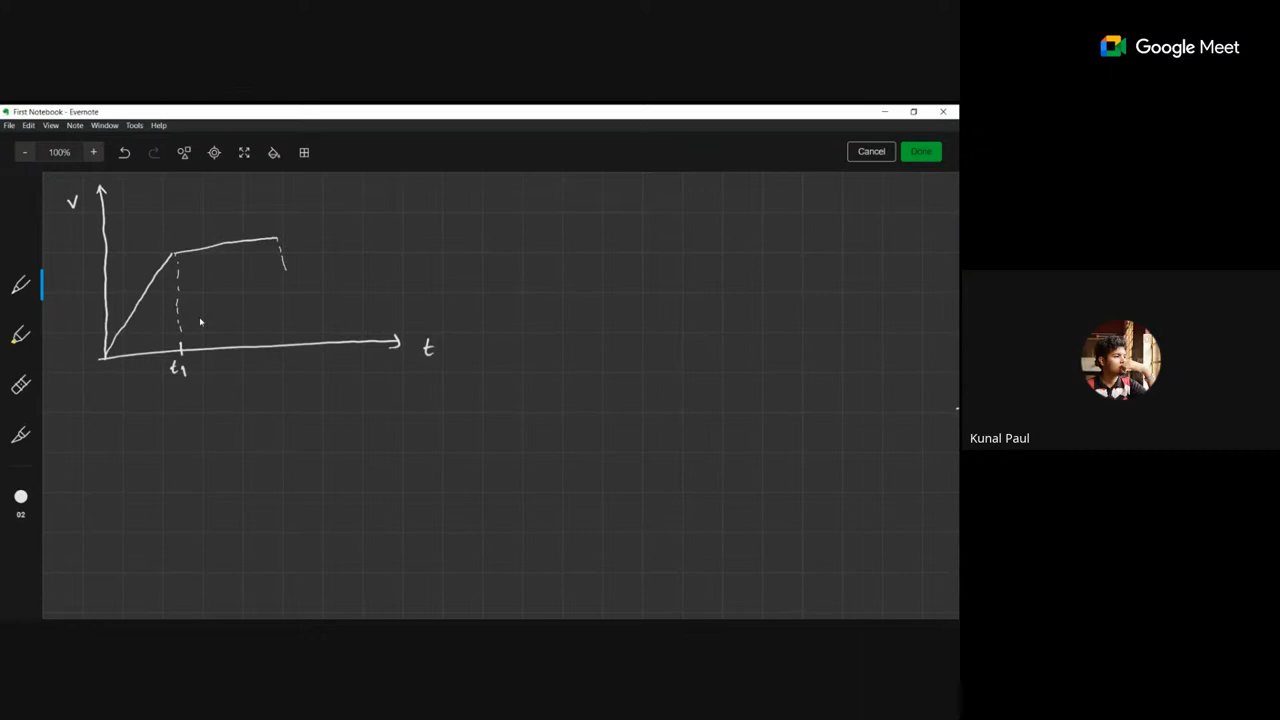 Google Meet
First Notebook - Evernote
File Edit View Note Window Tools Help
- 100% + Cancel Done
v
t
t1
02
Kunal Paul